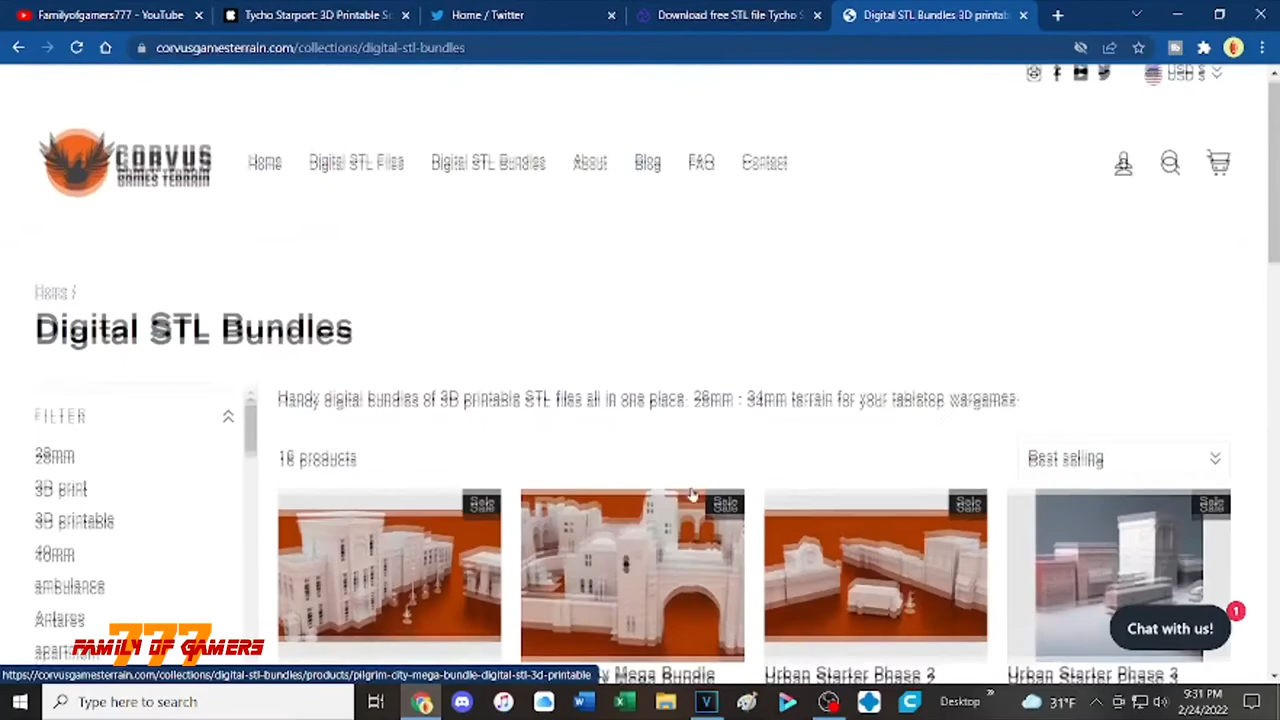 Familyofgamers777 - YouTube
Tycho Starport: 3D Printable Sc
Home / Twitter
Download free STL file Tycho S
Digital STL Bundles 3D printab
corvusgamesterrain.com/collections/digital-stl-bundles
USD $
CORVUS
GAMES TERRAIN
Home
Digital STL Files
Digital STL Bundles
About
Blog
FAQ
Contact
Home /
Digital STL Bundles
FILTER
Handy digital bundles of 3D printable STL files all in one place. 28mm - 34mm terrain for your tabletop wargames.
28mm
16 products
Best selling
3D print
3D printable
40mm
ambulance
Antares
apartment
Sale
Sale
Sale
Sale
Chat with us!
1
777
FAMILY OF GAMERS
y Mega Bundle
Urban Starter Phase 2
Urban Starter Phase 3
https://corvusgamesterrain.com/collections/digital-stl-bundles/products/pilgrim-city-mega-bundle-digital-stl-3d-printable
Type here to search
Desktop
31°F
9:31 PM
2/24/2022